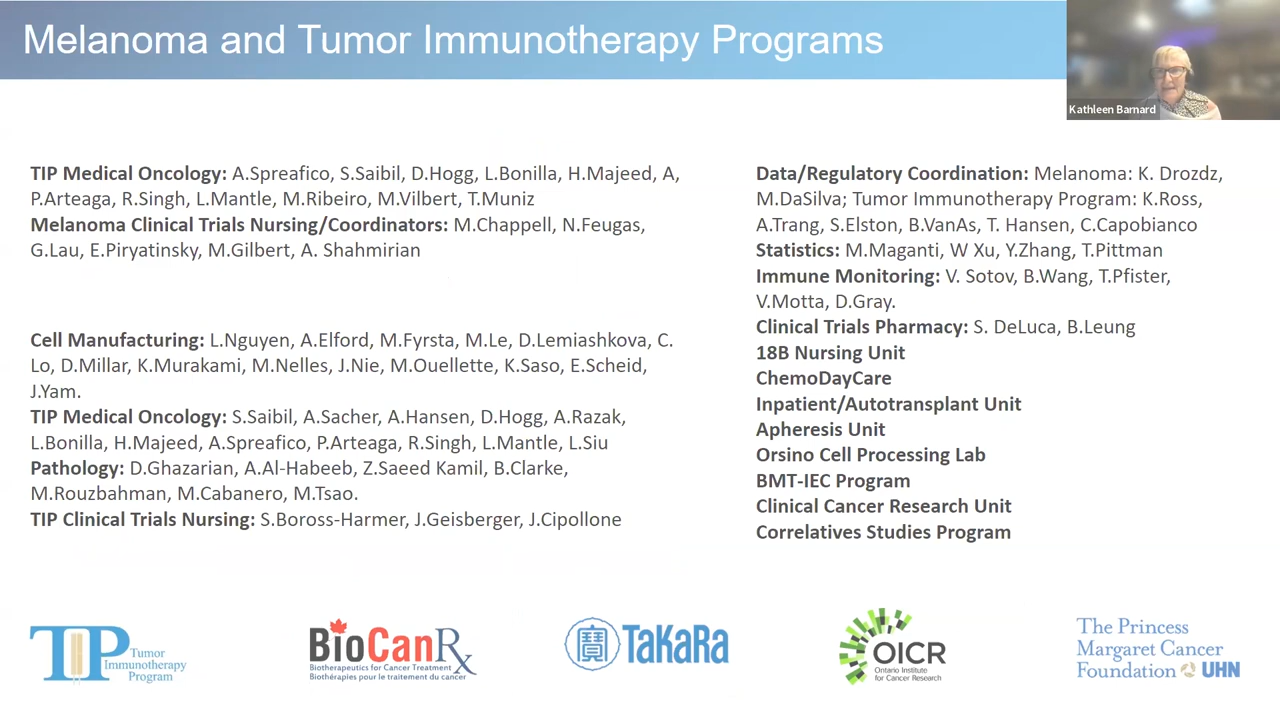 Melanoma and Tumor Immunotherapy Programs
Kathleen Barnard
TIP Medical Oncology: A.Spreafico, S.Saibil, D.Hogg, L.Bonilla, H.Majeed, A,
P.Arteaga, R.Singh, L.Mantle, M.Ribeiro, M.Vilbert, T.Muniz
Melanoma Clinical Trials Nursing/Coordinators: M.Chappell, N.Feugas,
G.Lau, E.Piryatinsky, M.Gilbert, A. Shahmirian
Cell Manufacturing: L.Nguyen, A.Elford, M.Fyrsta, M.Le, D.Lemiashkova, C.
Lo, D.Millar, K.Murakami, M.Nelles, J.Nie, M.Ouellette, K.Saso, E.Scheid,
J.Yam.
TIP Medical Oncology: S.Saibil, A.Sacher, A.Hansen, D.Hogg, A.Razak,
L.Bonilla, H.Majeed, A.Spreafico, P.Arteaga, R.Singh, L.Mantle, L.Siu
Pathology: D.Ghazarian, A.Al-Habeeb, Z.Saeed Kamil, B.Clarke,
M.Rouzbahman, M.Cabanero, M.Tsao.
TIP Clinical Trials Nursing: S.Boross-Harmer, J.Geisberger, J.Cipollone
Data/Regulatory Coordination: Melanoma: K. Drozdz,
M.DaSilva; Tumor Immunotherapy Program: K.Ross,
A.Trang, S.Elston, B.VanAs, T. Hansen, C.Capobianco
Statistics: M.Maganti, W Xu, Y.Zhang, T.Pittman
Immune Monitoring: V. Sotov, B.Wang, T.Pfister,
V.Motta, D.Gray.
Clinical Trials Pharmacy: S. DeLuca, B.Leung
18B Nursing Unit
ChemoDayCare
Inpatient/Autotransplant Unit
Apheresis Unit
Orsino Cell Processing Lab
BMT-IEC Program
Clinical Cancer Research Unit
Correlatives Studies Program
TIP
Tumor
Immunotherapy
Program
BioCanRx
Biotherapeutics for Cancer Treatment
Biothérapies pour le traitement du cancer
寶
TaKaRa
OICR
Ontario Institute
for Cancer Research
The Princess
Margaret Cancer
Foundation UHN